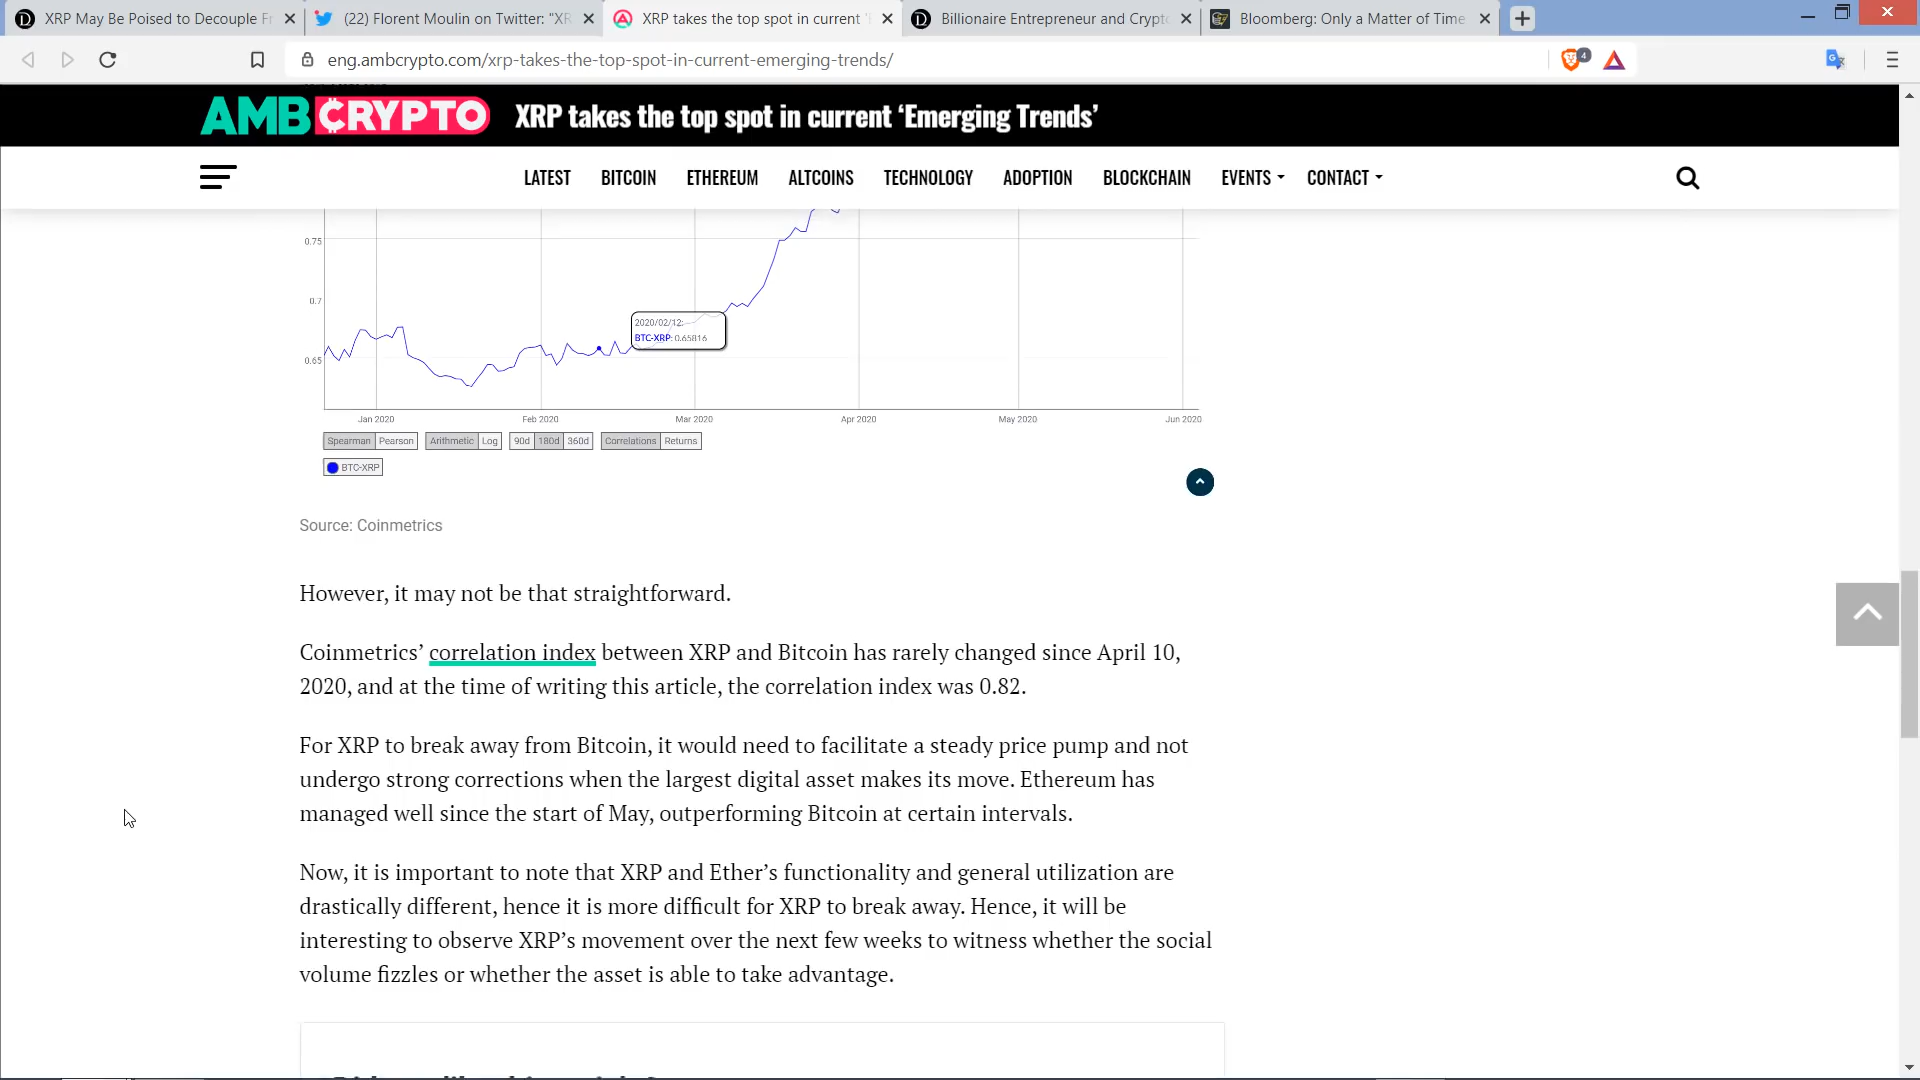 XRP May Be Poised to Decouple Fr
(22) Florent Moulin on Twitter: "XR
XRP takes the top spot in current '
Billionaire Entrepreneur and Crypto
Bloomberg: Only a Matter of Time
eng.ambcrypto.com/xrp-takes-the-top-spot-in-current-emerging-trends/
4
AMBCRYPTO
XRP takes the top spot in current ‘Emerging Trends’
LATEST BITCOIN ETHEREUM ALTCOINS TECHNOLOGY ADOPTION BLOCKCHAIN EVENTS CONTACT
0.75
0.7
0.65
2020/02/12:
BTC-XRP: 0.65816
Jan 2020 Feb 2020 Mar 2020 Apr 2020 May 2020 Jun 2020
Spearman Pearson Arithmetic Log 90d 180d 360d Correlations Returns
BTC-XRP
Source: Coinmetrics
However, it may not be that straightforward.
Coinmetrics’ correlation index between XRP and Bitcoin has rarely changed since April 10,
2020, and at the time of writing this article, the correlation index was 0.82.
For XRP to break away from Bitcoin, it would need to facilitate a steady price pump and not
undergo strong corrections when the largest digital asset makes its move. Ethereum has
managed well since the start of May, outperforming Bitcoin at certain intervals.
Now, it is important to note that XRP and Ether’s functionality and general utilization are
drastically different, hence it is more difficult for XRP to break away. Hence, it will be
interesting to observe XRP’s movement over the next few weeks to witness whether the social
volume fizzles or whether the asset is able to take advantage.